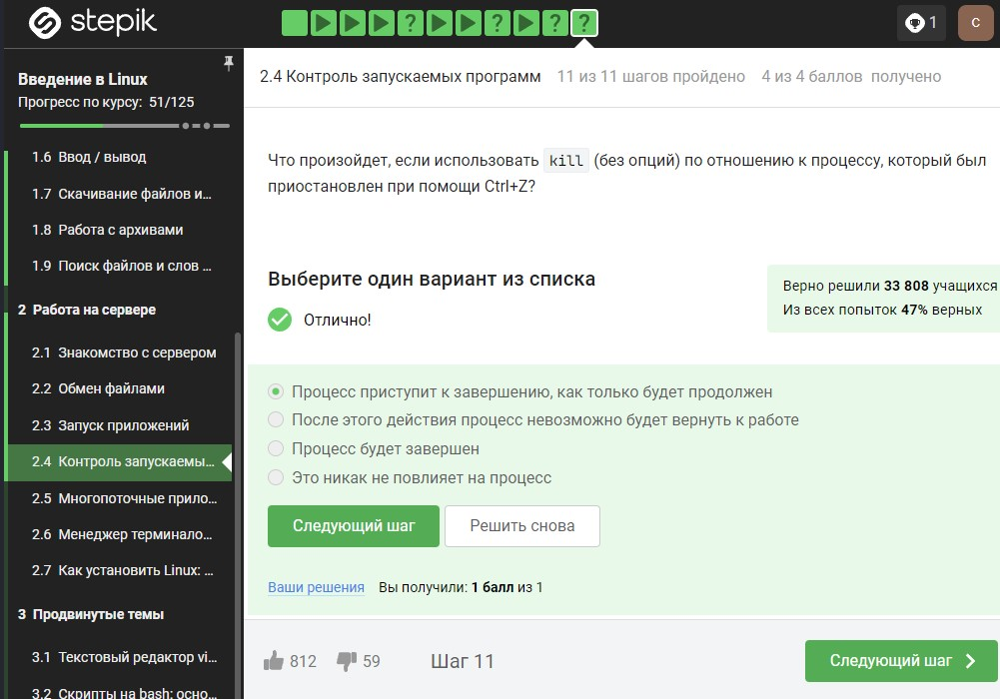 stepik
? ? ? ?
1
C
Введение в Linux
Прогресс по курсу: 51/125
1.6 Ввод / вывод
1.7 Скачивание файлов и...
1.8 Работа с архивами
1.9 Поиск файлов и слов ...
2 Работа на сервере
2.1 Знакомство с сервером
2.2 Обмен файлами
2.3 Запуск приложений
2.4 Контроль запускаемы...
2.5 Многопоточные прило...
2.6 Менеджер терминало...
2.7 Как установить Linux: ...
3 Продвинутые темы
3.1 Текстовый редактор vi...
3.2 Скрипты на bash: осно...
2.4 Контроль запускаемых программ 11 из 11 шагов пройдено 4 из 4 баллов получено
Что произойдет, если использовать kill (без опций) по отношению к процессу, который был
приостановлен при помощи Ctrl+Z?
Выберите один вариант из списка
Отлично!
Верно решили 33 808 учащихся
Из всех попыток 47% верных
Процесс приступит к завершению, как только будет продолжен
После этого действия процесс невозможно будет вернуть к работе
Процесс будет завершен
Это никак не повлияет на процесс
Следующий шаг Решить снова
Ваши решения Вы получили: 1 балл из 1
812 59 Шаг 11 Следующий шаг